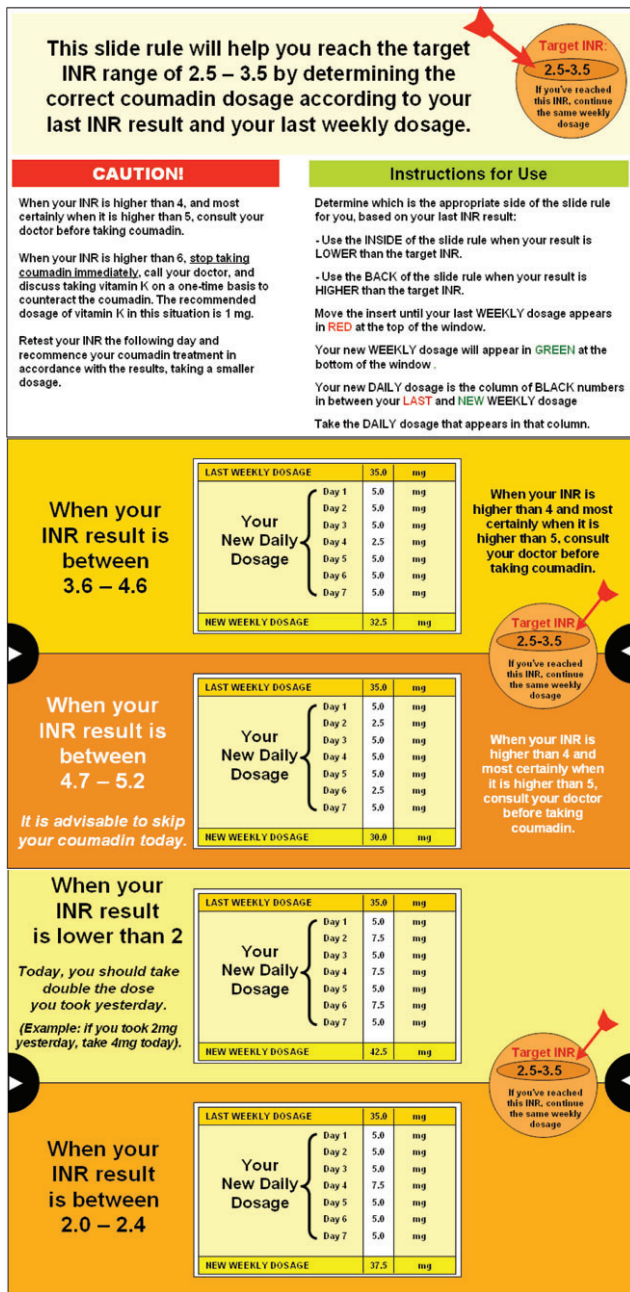 This slide rule will help you reach the target
INR range of 2.5 – 3.5 by determining the
correct coumadin dosage according to your
last INR result and your last weekly dosage.
Target INR:
2.5-3.5
If you've reached
this INR, continue
the same weekly
dosage
CAUTION!
When your INR is higher than 4, and most
certainly when it is higher than 5, consult your
doctor before taking coumadin.
When your INR is higher than 6, stop taking
coumadin immediately, call your doctor, and
discuss taking vitamin K on a one-time basis to
counteract the coumadin. The recommended
dosage of vitamin K in this situation is 1 mg.
Retest your INR the following day and
recommence your coumadin treatment in
accordance with the results, taking a smaller
dosage.
Instructions for Use
Determine which is the appropriate side of the slide rule
for you, based on your last INR result:
- Use the INSIDE of the slide rule when your result is
LOWER than the target INR.
- Use the BACK of the slide rule when your result is
HIGHER than the target INR.
Move the insert until your last WEEKLY dosage appears
in RED at the top of the window.
Your new WEEKLY dosage will appear in GREEN at the
bottom of the window .
Your new DAILY dosage is the column of BLACK numbers
in between your LAST and NEW WEEKLY dosage
Take the DAILY dosage that appears in that column.
When your
INR result is
between
3.6 – 4.6
LAST WEEKLY DOSAGE 35.0 mg
Your
New Daily
Dosage
Day 1 5.0 mg
Day 2 5.0 mg
Day 3 5.0 mg
Day 4 2.5 mg
Day 5 5.0 mg
Day 6 5.0 mg
Day 7 5.0 mg
NEW WEEKLY DOSAGE 32.5 mg
When your INR is
higher than 4 and most
certainly when it is
higher than 5, consult
your doctor before
taking coumadin.
Target INR
2.5-3.5
If you've reached
this INR, continue
the same weekly
dosage
When your
INR result is
between
4.7 – 5.2
It is advisable to skip
your coumadin today.
LAST WEEKLY DOSAGE 35.0 mg
Your
New Daily
Dosage
Day 1 5.0 mg
Day 2 2.5 mg
Day 3 5.0 mg
Day 4 5.0 mg
Day 5 5.0 mg
Day 6 2.5 mg
Day 7 5.0 mg
NEW WEEKLY DOSAGE 30.0 mg
When your INR is
higher than 4 and
most certainly when
it is higher than 5,
consult your doctor
before taking
coumadin.
When your
INR result
is lower than 2
Today, you should take
double the dose
you took yesterday.
(Example: if you took 2mg
yesterday, take 4mg today).
LAST WEEKLY DOSAGE 35.0 mg
Your
New Daily
Dosage
Day 1 5.0 mg
Day 2 7.5 mg
Day 3 5.0 mg
Day 4 7.5 mg
Day 5 5.0 mg
Day 6 7.5 mg
Day 7 5.0 mg
NEW WEEKLY DOSAGE 42.5 mg
Target INR
2.5-3.5
If you've reached
this INR, continue
the same weekly
dosage
When your
INR result
is between
2.0 – 2.4
LAST WEEKLY DOSAGE 35.0 mg
Your
New Daily
Dosage
Day 1 5.0 mg
Day 2 5.0 mg
Day 3 5.0 mg
Day 4 7.5 mg
Day 5 5.0 mg
Day 6 5.0 mg
Day 7 5.0 mg
NEW WEEKLY DOSAGE 37.5 mg